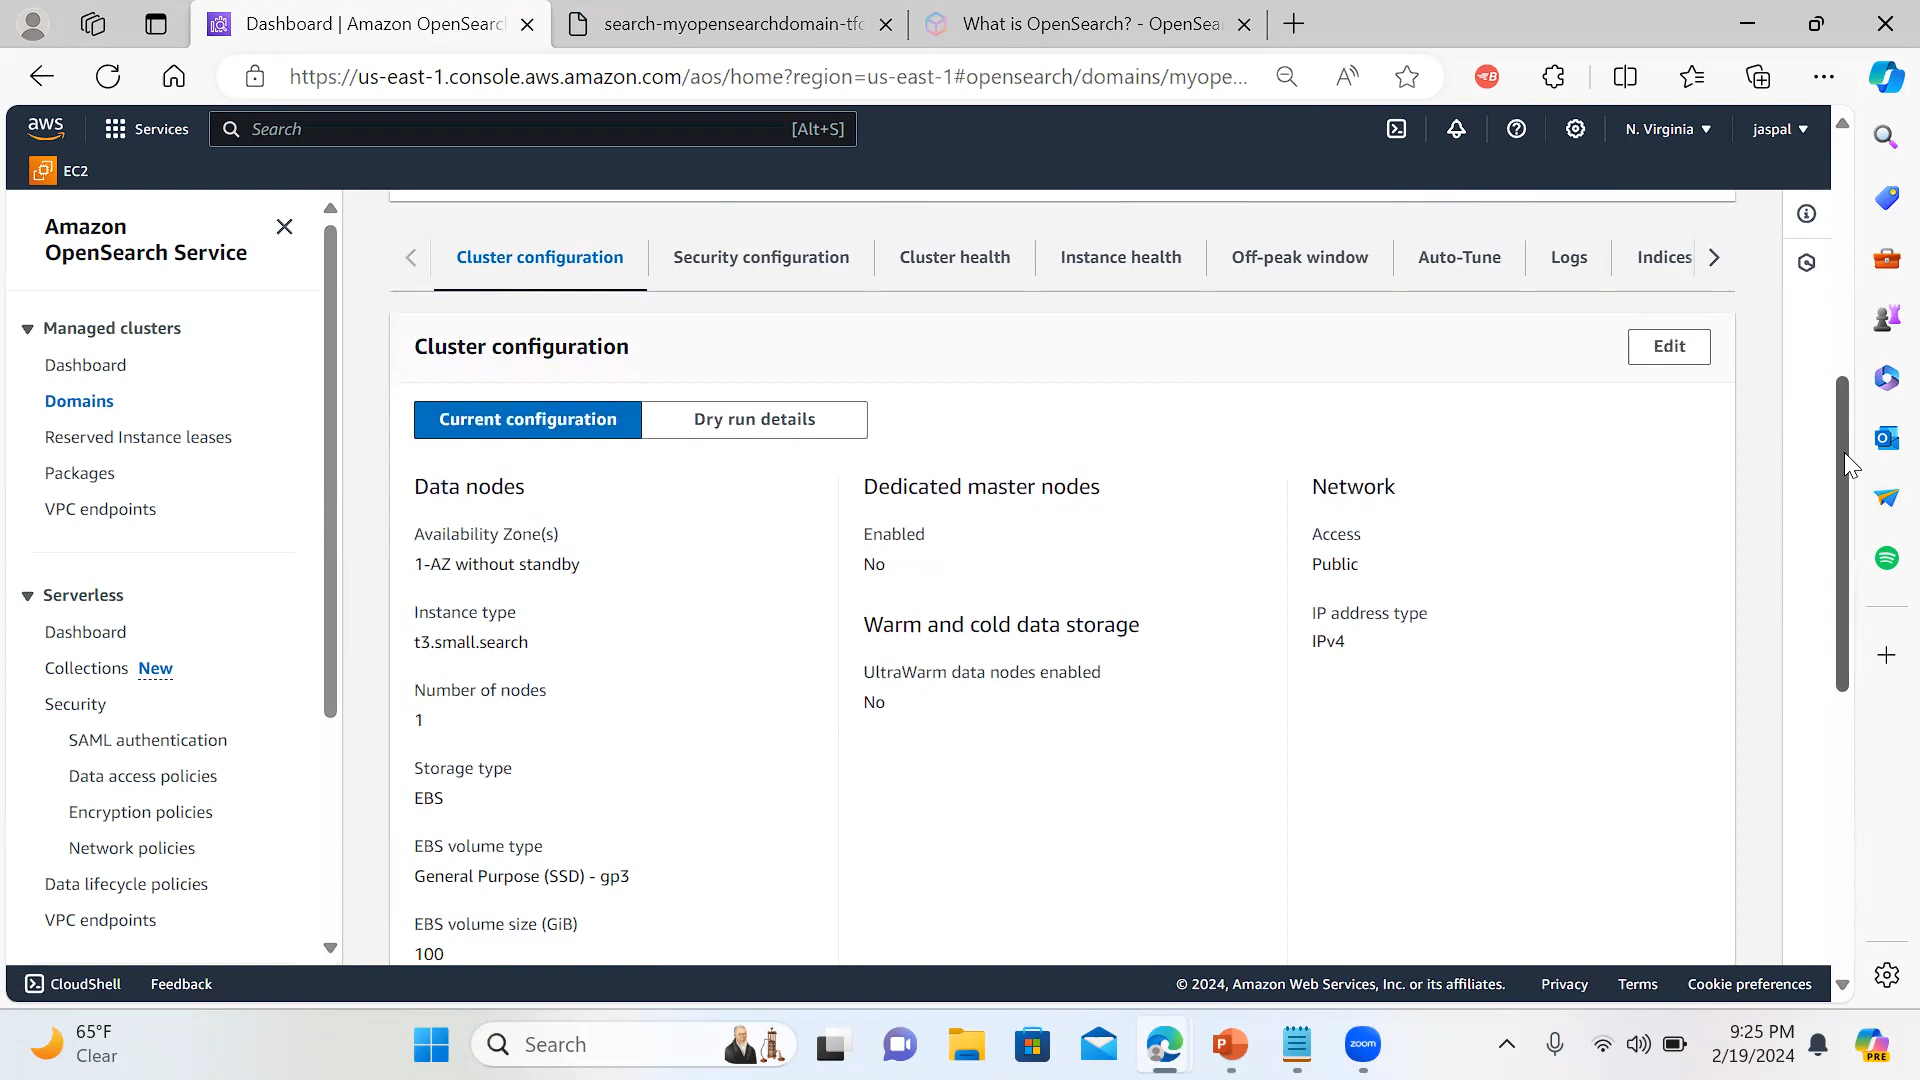 Dashboard | Amazon OpenSearc
search-myopensearchdomain-tfc
What is OpenSearch? - OpenSea
https://us-east-1.console.aws.amazon.com/aos/home?region=us-east-1#opensearch/domains/myope...
aws
Services
Search
[Alt+S]
N. Virginia
jaspal
EC2
Amazon
OpenSearch Service
Managed clusters
Dashboard
Domains
Reserved Instance leases
Packages
VPC endpoints
Serverless
Dashboard
Collections New
Security
SAML authentication
Data access policies
Encryption policies
Network policies
Data lifecycle policies
VPC endpoints
Cluster configuration
Security configuration
Cluster health
Instance health
Off-peak window
Auto-Tune
Logs
Indices
Cluster configuration
Edit
Current configuration
Dry run details
Data nodes
Availability Zone(s)
1-AZ without standby
Instance type
t3.small.search
Number of nodes
1
Storage type
EBS
EBS volume type
General Purpose (SSD) - gp3
EBS volume size (GiB)
100
Dedicated master nodes
Enabled
No
Warm and cold data storage
UltraWarm data nodes enabled
No
Network
Access
Public
IP address type
IPv4
CloudShell
Feedback
© 2024, Amazon Web Services, Inc. or its affiliates.
Privacy
Terms
Cookie preferences
65°F
Clear
Search
zoom
9:25 PM
2/19/2024
PRE